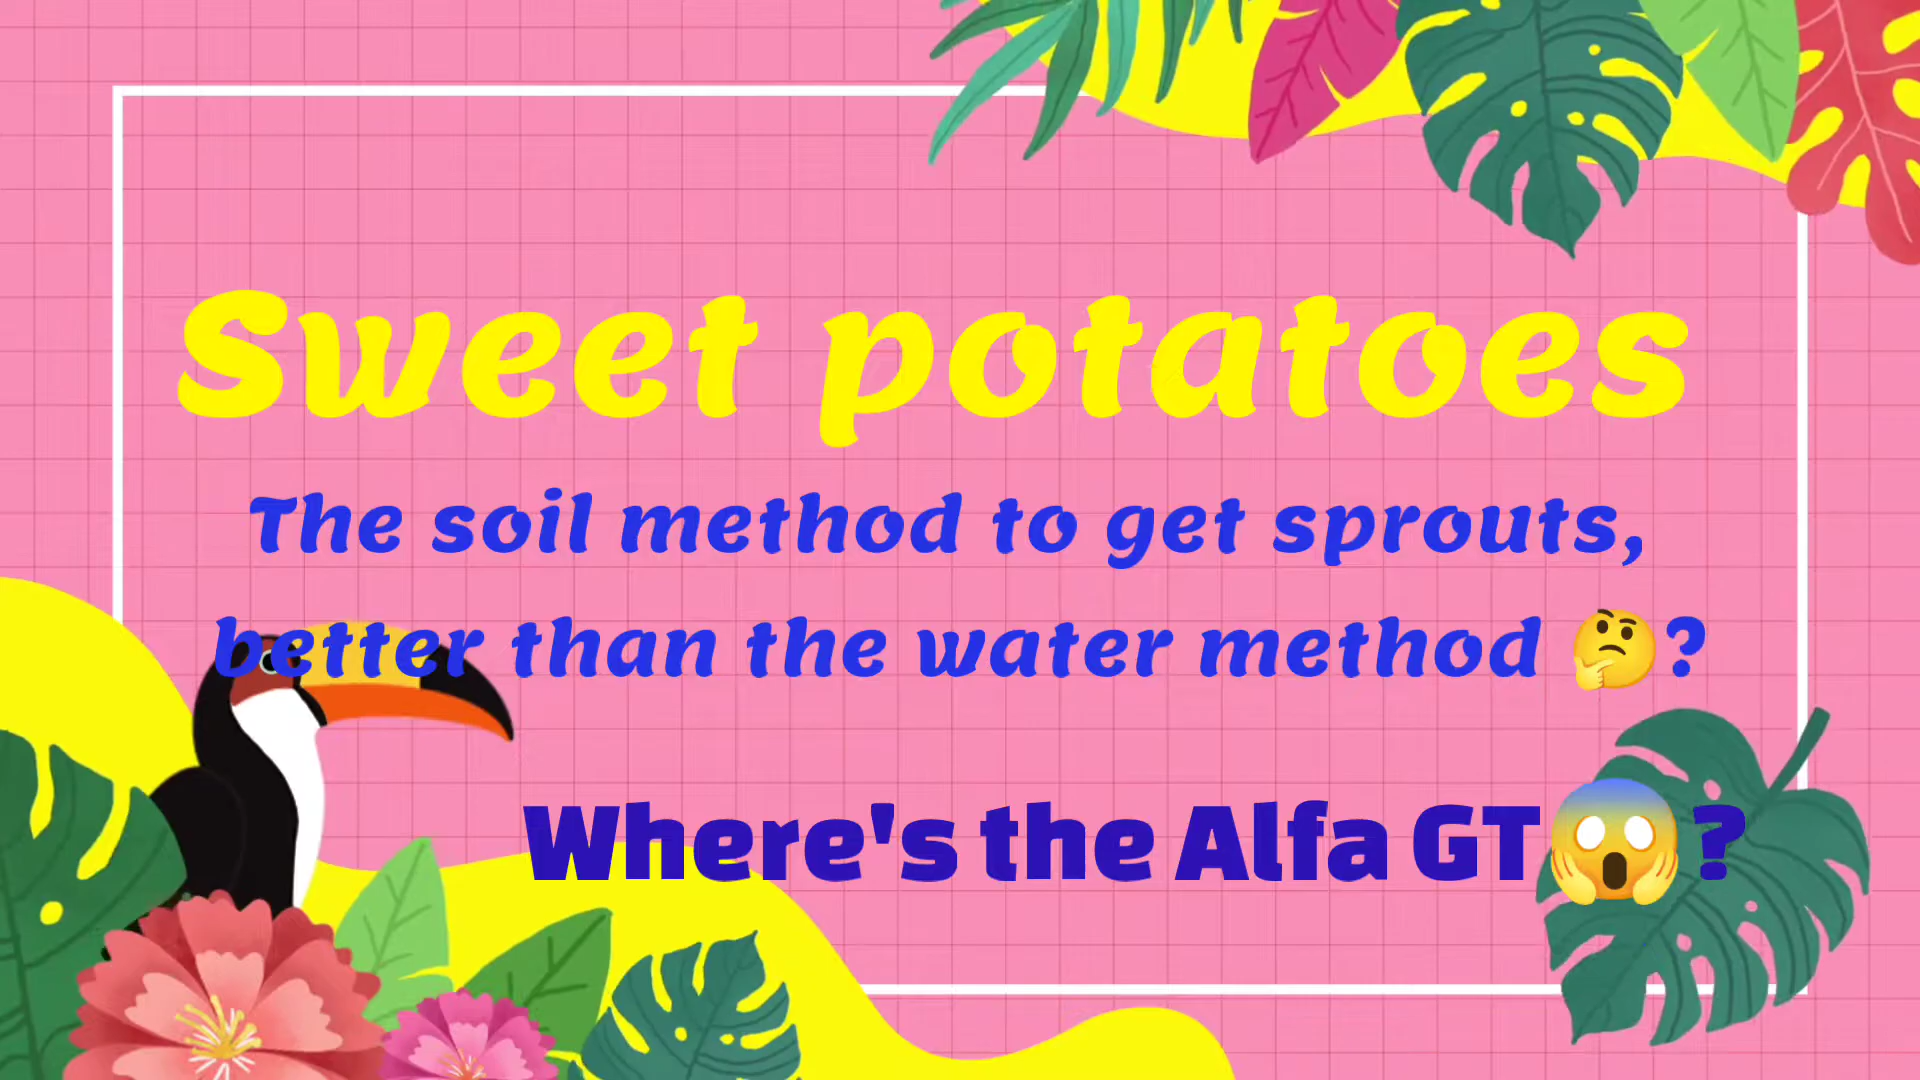 Sweet potatoes
The soil method to get sprouts,
better than the water method 🤔?
Where's the Alfa GT😱?